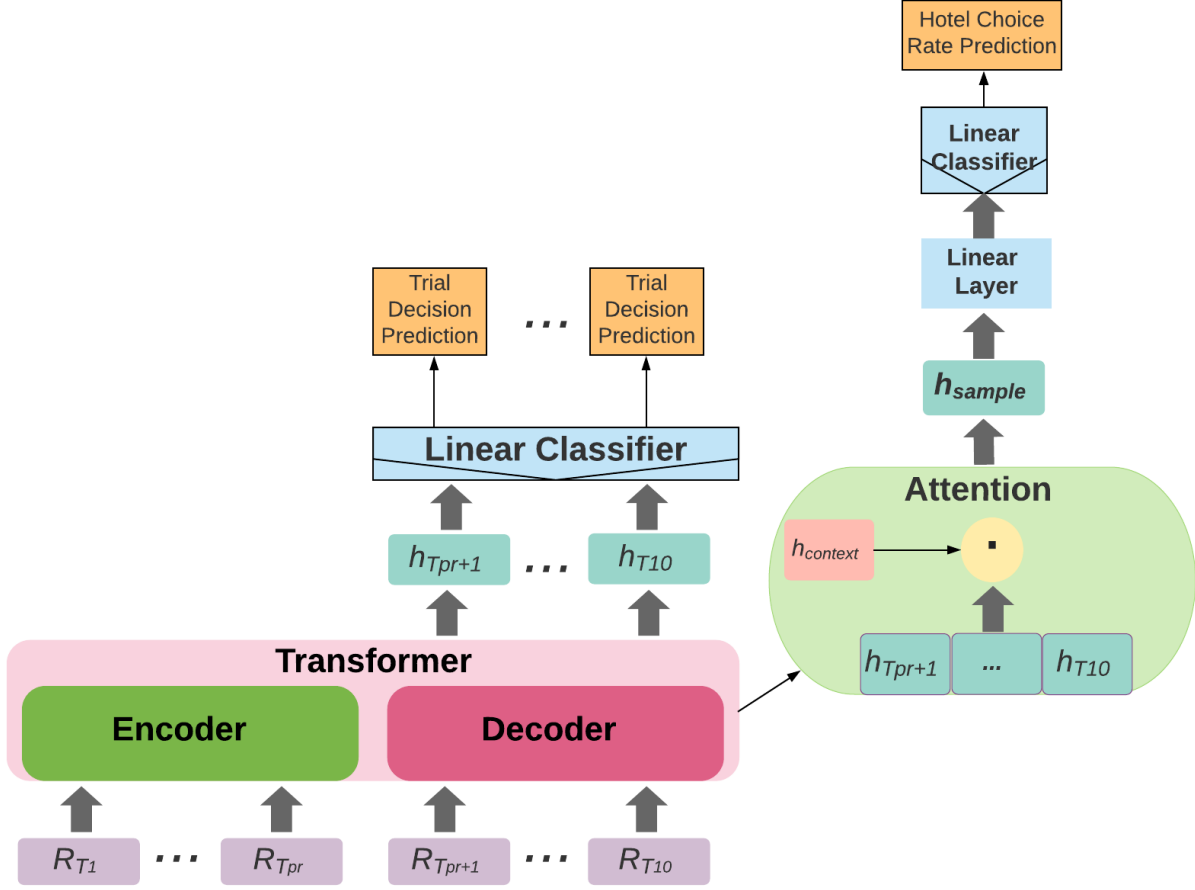 Hotel Choice
Rate Prediction
Linear
Classifier
Linear
Layer
h_sample
Trial
Decision
Prediction
...
Trial
Decision
Prediction
Linear Classifier
Attention
h_context
.
h_Tpr+1
...
h_T10
h_Tpr+1
...
h_T10
Transformer
Encoder
Decoder
R_T1
...
R_Tpr
R_Tpr+1
...
R_T10